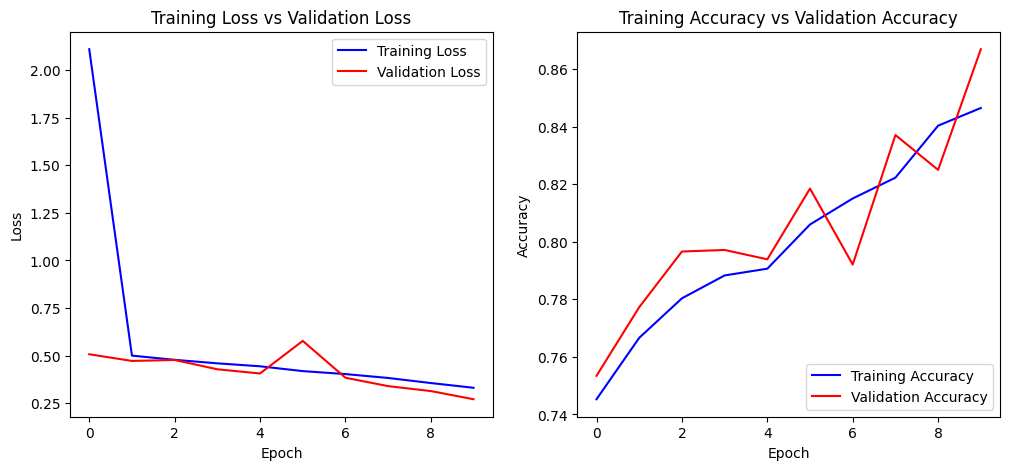 Training Loss vs Validation Loss
Training Loss
Validation Loss
2.00
1.75
1.50
1.25
1.00
0.75
0.50
0.25
Loss
0 2 4 6 8
Epoch
Training Accuracy vs Validation Accuracy
0.86
0.84
0.82
0.80
0.78
0.76
0.74
Accuracy
Training Accuracy
Validation Accuracy
0 2 4 6 8
Epoch